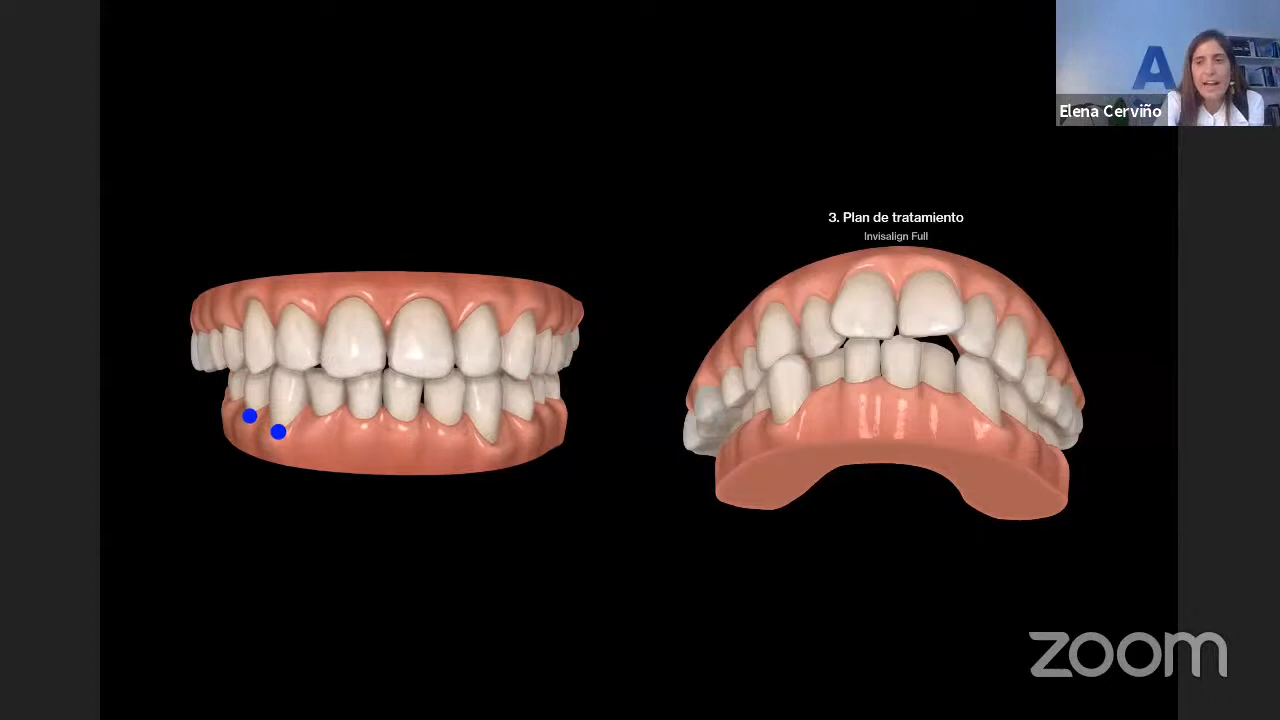 A
Elena Cerviño
3. Plan de tratamiento
Invisalign Full
zoom